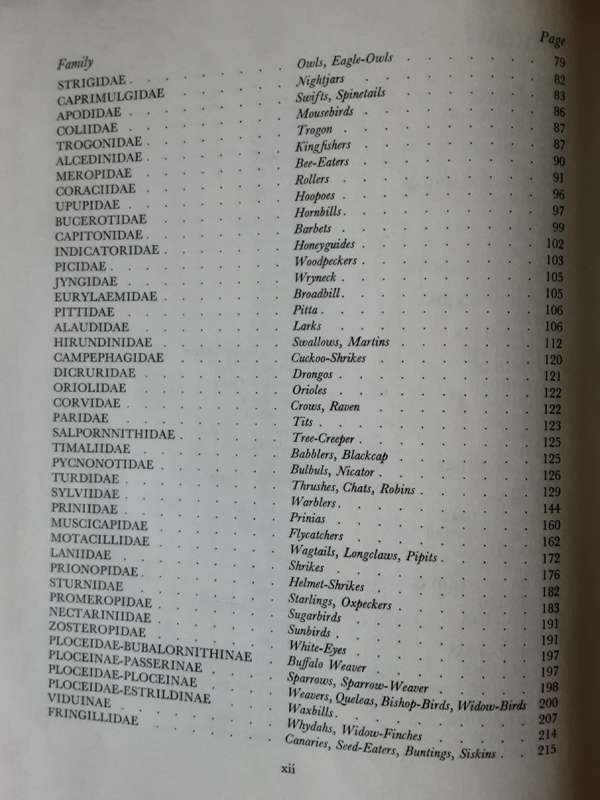 Family Page
STRIGIDAE Owls, Eagle-Owls 79
CAPRIMULGIDAE Nightjars 82
APODIDAE Swifts, Spinetails 83
COLIIDAE Mousebirds 86
TROGONIDAE Trogon 87
ALCEDINIDAE Kingfishers 87
MEROPIDAE Bee-Eaters 90
CORACIIDAE Rollers 91
UPUPIDAE Hoopoes 96
BUCEROTIDAE Hornbills 97
CAPITONIDAE Barbets 99
INDICATORIDAE Honeyguides 102
PICIDAE Woodpeckers 103
JYNGIDAE Wryneck 105
EURYLAEMIDAE Broadbill 105
PITTIDAE Pitta 106
ALAUDIDAE Larks 106
HIRUNDINIDAE Swallows, Martins 112
CAMPEPHAGIDAE Cuckoo-Shrikes 120
DICRURIDAE Drongos 121
ORIOLIDAE Orioles 122
CORVIDAE Crows, Raven 122
PARIDAE Tits 123
SALPORNNITHIDAE Tree-Creeper 125
TIMALIIDAE Babblers, Blackcap 125
PYCNONOTIDAE Bulbuls, Nicator 126
TURDIDAE Thrushes, Chats, Robins 129
SYLVIIDAE Warblers 144
PRINIIDAE Prinias 160
MUSCICAPIDAE Flycatchers 162
MOTACILLIDAE Wagtails, Longclaws, Pipits 172
LANIIDAE Shrikes 176
PRIONOPIDAE Helmet-Shrikes 182
STURNIDAE Starlings, Oxpeckers 183
PROMEROPIDAE Sugarbirds 191
NECTARINIIDAE Sunbirds 191
ZOSTEROPIDAE White-Eyes 197
PLOCEIDAE-BUBALORNITHINAE Buffalo Weaver 197
PLOCEINAE-PASSERINAE Sparrows, Sparrow-Weaver 198
PLOCEIDAE-PLOCEINAE Weavers, Queleas, Bishop-Birds, Widow-Birds 200
PLOCEIDAE-ESTRILDINAE Waxbills 207
VIDUINAE Whydahs, Widow-Finches 214
FRINGILLIDAE Canaries, Seed-Eaters, Buntings, Siskins 215
xii